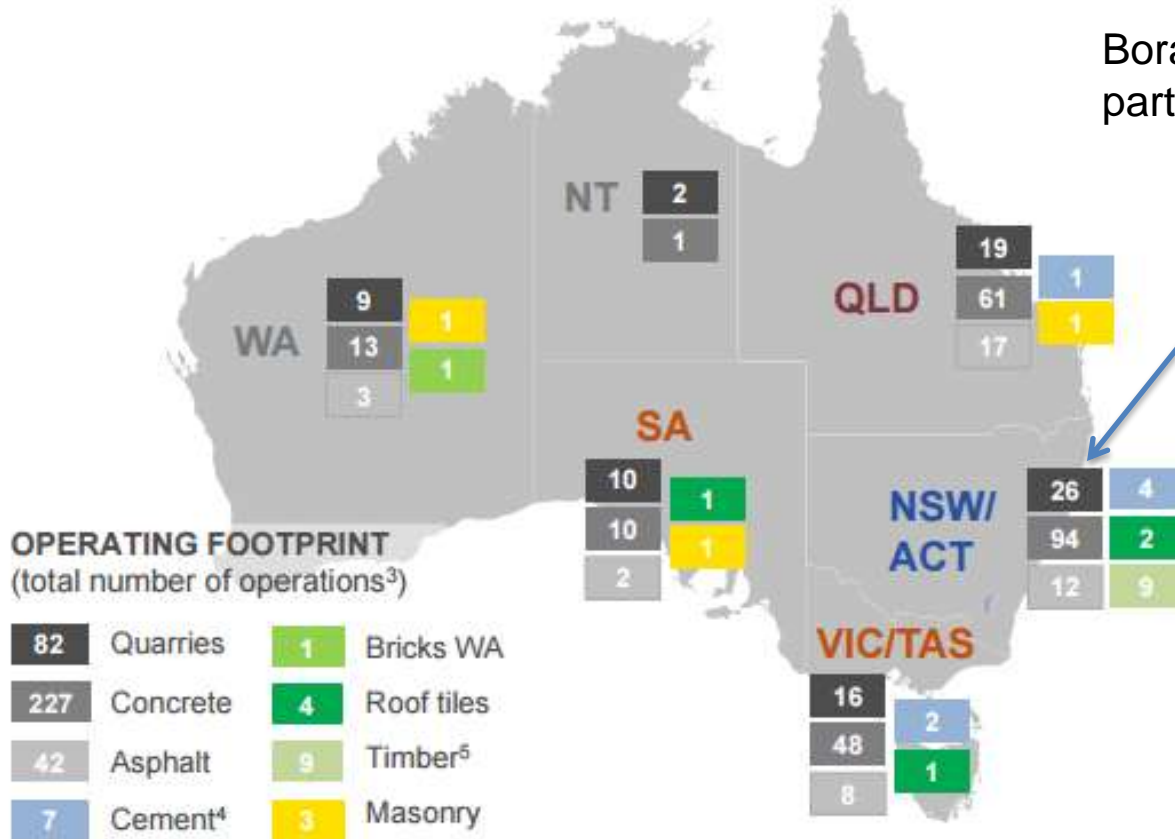 Bora
part
NT
2
1
WA
9
13
3
1
1
QLD
19
61
17
1
1
SA
10
10
2
1
1
NSW/
ACT
26
94
12
4
2
9
VIC/TAS
16
48
8
2
1
OPERATING FOOTPRINT
(total number of operations³)
82 Quarries
227 Concrete
42 Asphalt
7 Cement⁴
1 Bricks WA
4 Roof tiles
9 Timber⁵
3 Masonry